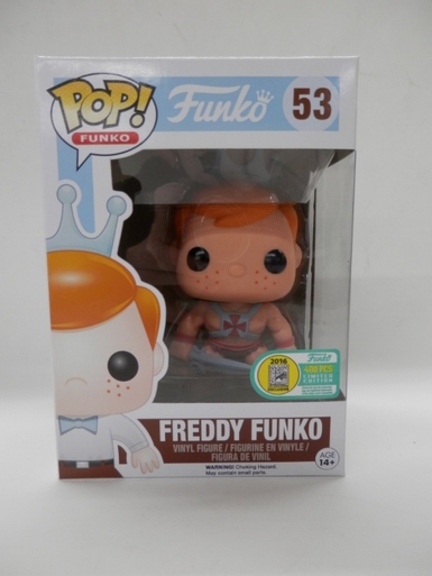 POP! Funko 53
FUNKO
2016
Funko
400 PCS
LIMITED
EDITION
FREDDY FUNKO
VINYL FIGURE / FIGURINE EN VINYLE /
FIGURA DE VINIL
WARNING: Choking Hazard.
May contain small parts.
AGE
14+